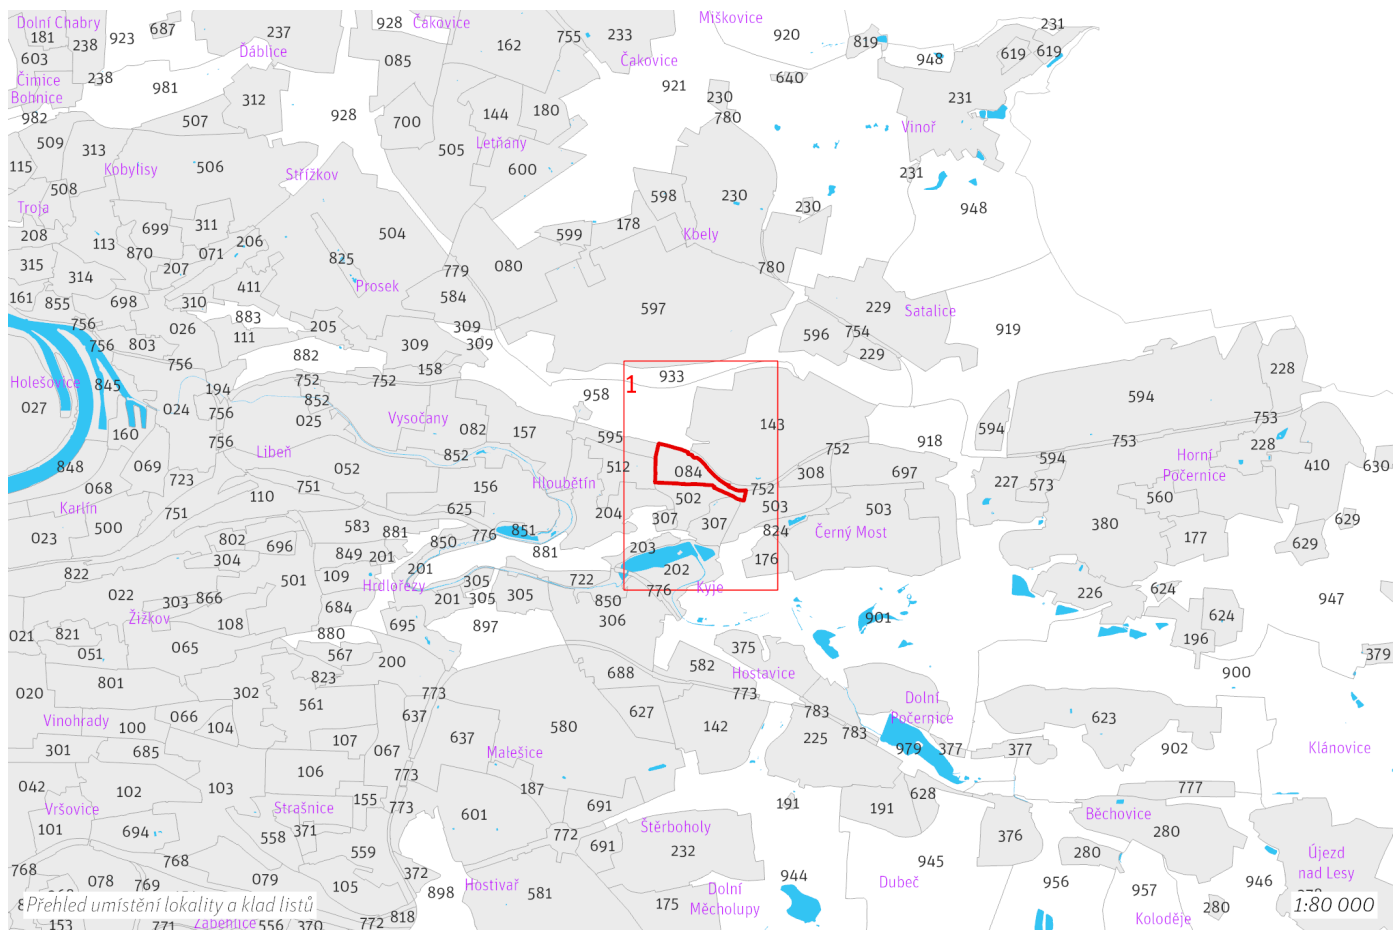 Dolní Chabry 923 687 237 928 Čákovice 755 233 Miškovice 920 231
181 238 Ďáblice 162 Čakovice 819 948 619 619
603 085
Čimice 238 981 921 640
Bohnice 312 928 700 144 180 230 231
982 507 780 Vinoř
509 313 505 Letňany
115 Kobylisy 506 Střížkov 600 231
508 598 230 230 948
Troja
208 699 311 504 599 178 Kbely
113 870 071 206
315 207 825 779 080 780
314 411 Prosek
161 855 698 310 584 597 229 Satalice
756 026 883 205 309 596 754 919
756 803 111 309 309 229
756 882 158 933 228
Holešovice 845 194 752 752 958 1 594
027 024 756 852 Vysočany 143 753
025 082 157 595 752 918 594 753 228
160 756 Libeň 852 594 Horní
848 069 052 512 084 308 697 Počernice 410 630
068 723 751 156 Hloubětín 752 227 573
Karlín 110 625 502 503 503 560
500 751 204 307 307 629
023 583 881 776 851 824 Černý Most 380 177
802 696 850 881 203 629
304 849 201 176
822 201 202
109 Hrdlořezy 305 722 776 Kyje 624
022 501 226 947
303 866 684 201 305 305 850 901 624
021 Žižkov 108 695 306 196
821 880 897
051 065 567 200 375 379
801 823 688 582 Hostavice 900
020 302 773 773 Dolní
066 561 637 627 783 Počernice 623
Vinohrady 100 104 580 142 783
301 685 107 067 637 Malešice 225 979 377 377 902 Klánovice
106 773
042 102 103 187 628 777
Vršovice Strašnice 155 773 601 691 191 191 Běchovice
101 694 371 772 Štěrboholy 376 280
558 691
768 768 559 232 280 Újezd
372 945 nad Lesy
078 769 079 105 898 Hostivař 581 Dolní 944 Dubeč 956 957 946
Přehled umístění lokality a klad listů 175 Měcholupy 280 1:80 000
153 771 Záběhlice 556 370 772 818 Koloděje